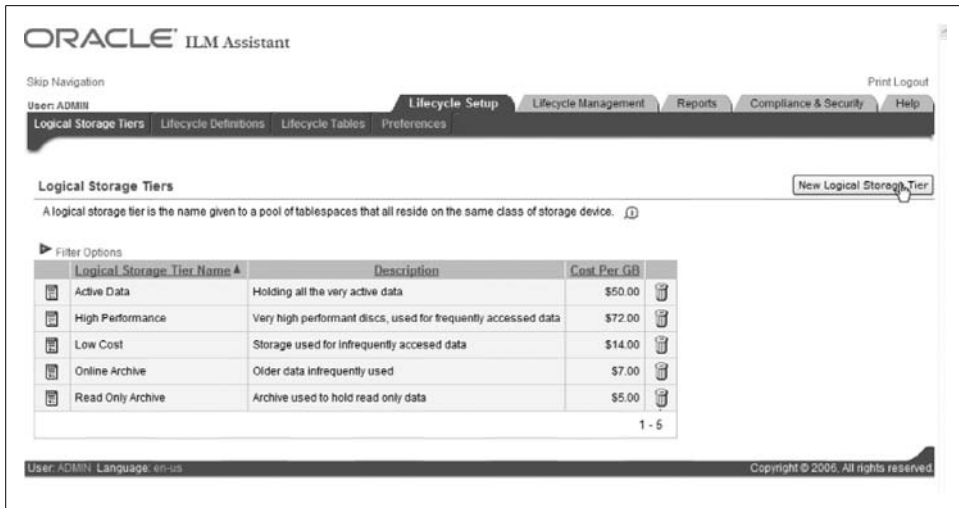 ORACLE ILM Assistant
Skip Navigation
Print Logout
User: ADMIN
Lifecycle Setup Lifecycle Management Reports Compliance & Security Help
Logical Storage Tiers Lifecycle Definitions Lifecycle Tables Preferences
Logical Storage Tiers
New Logical Storage Tier
A logical storage tier is the name given to a pool of tablespaces that all reside on the same class of storage device.
Filter Options
Logical Storage Tier Name Description Cost Per GB
Active Data Holding all the very active data $50.00
High Performance Very high performant discs, used for frequently accessed data $72.00
Low Cost Storage used for infrequently accesed data $14.00
Online Archive Older data infrequently used $7.00
Read Only Archive Archive used to hold read only data $5.00
1 - 5
User: ADMIN Language: en-us
Copyright © 2006, All rights reserved.